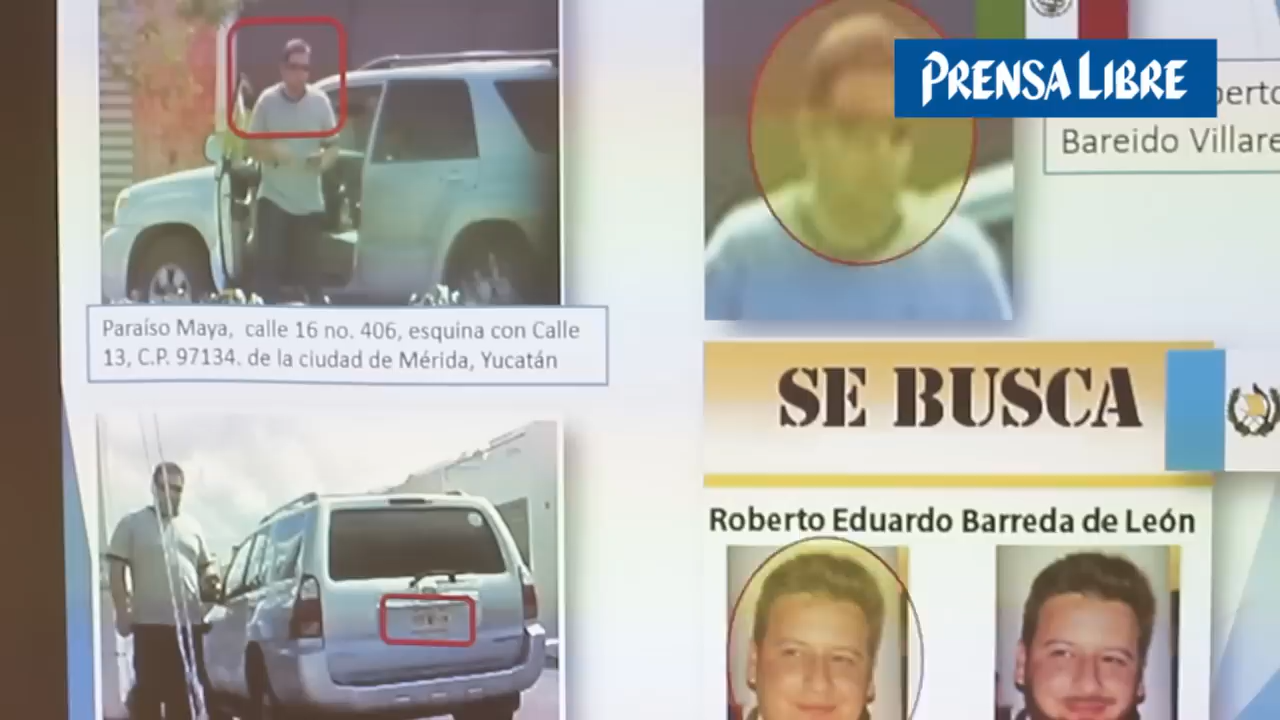 PRENSA LIBRE
Bareido
Paraíso Maya, calle 16 no. 406, esquina con Calle
13, C.P. 97134. de la ciudad de Mérida, Yucatán
SE BUSCA
Roberto Eduardo Barreda de León